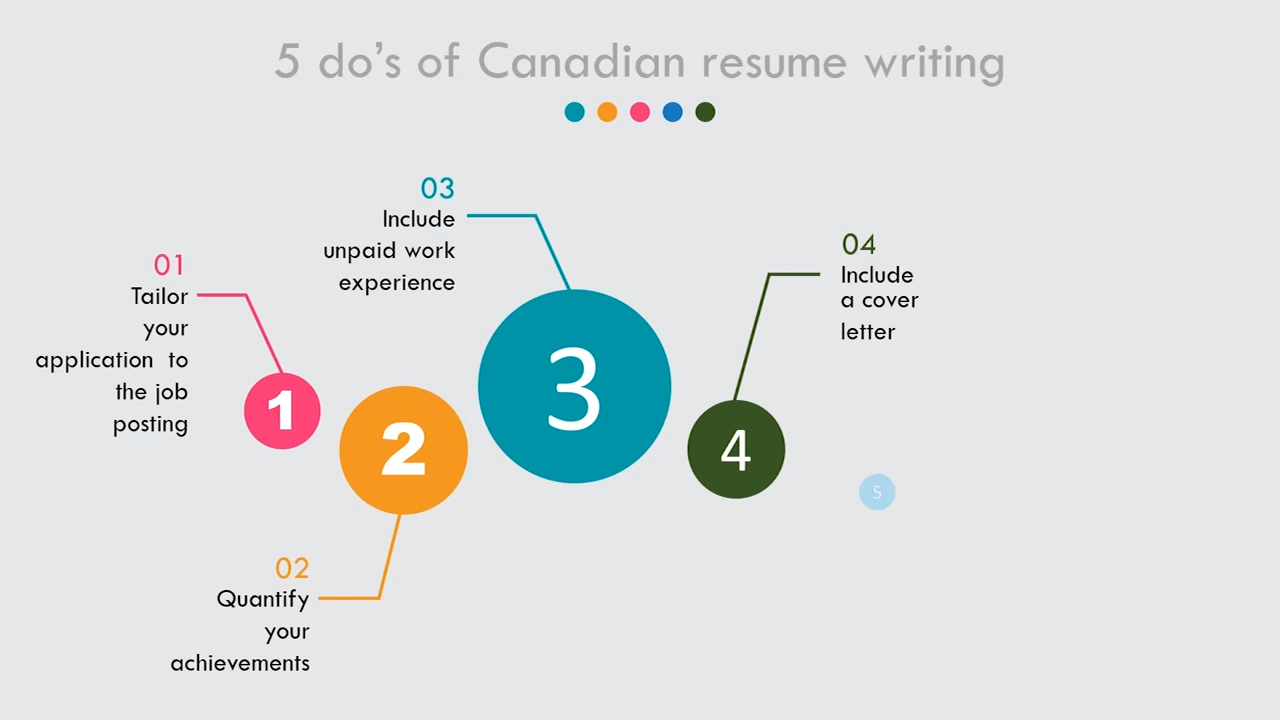 5 do’s of Canadian resume writing
01
Tailor
your
application to
the job
posting
1
02
Quantify
your
achievements
2
03
Include
unpaid work
experience
3
04
Include
a cover
letter
4
5